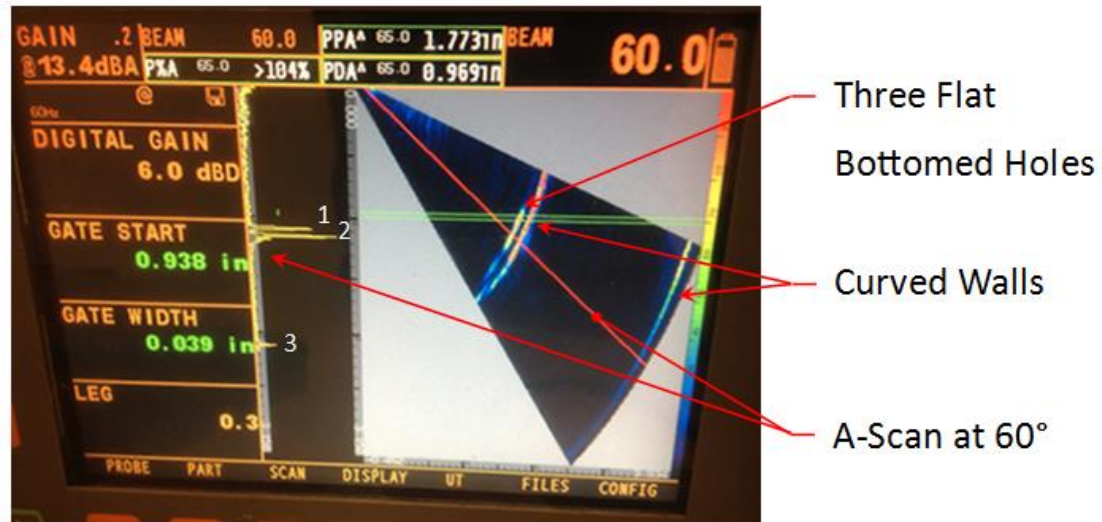 GAIN .2
@13.4dBA
BEAM 60.0
P%A 65.0 >104%
PPA^ 65.0 1.773in
PDA^ 65.0 0.969in
BEAM
60.0
@
60Hz
DIGITAL GAIN
6.0 dBD
GATE START
0.938 in
GATE WIDTH
0.039 in
LEG
0.3
1
2
3
PROBE PART SCAN DISPLAY UT FILES CONFIG
Three Flat
Bottomed Holes
Curved Walls
A-Scan at 60°